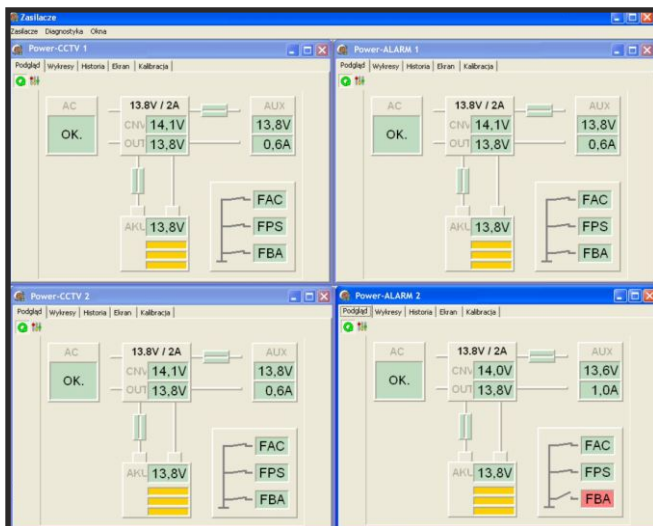 Zasilacze
Zasilacze Diagnostyka Okna
Power-CCTV 1
Podgląd Wykresy Historia Ekran Kalibracja
AC
OK.
13.8V / 2A
CNV 14,1V
OUT 13,8V
AUX
13,8V
0,6A
AKU 13,8V
FAC
FPS
FBA
Power-ALARM 1
Podgląd Wykresy Historia Ekran Kalibracja
AC
OK.
13.8V / 2A
CNV 14,1V
OUT 13,8V
AUX
13,8V
0,6A
AKU 13,8V
FAC
FPS
FBA
Power-CCTV 2
Podgląd Wykresy Historia Ekran Kalibracja
AC
OK.
13.8V / 2A
CNV 14,1V
OUT 13,8V
AUX
13,8V
0,6A
AKU 13,8V
FAC
FPS
FBA
Power-ALARM 2
Podgląd Wykresy Historia Ekran Kalibracja
AC
OK.
13.8V / 2A
CNV 14,0V
OUT 13,8V
AUX
13,6V
1,0A
AKU 13,8V
FAC
FPS
FBA